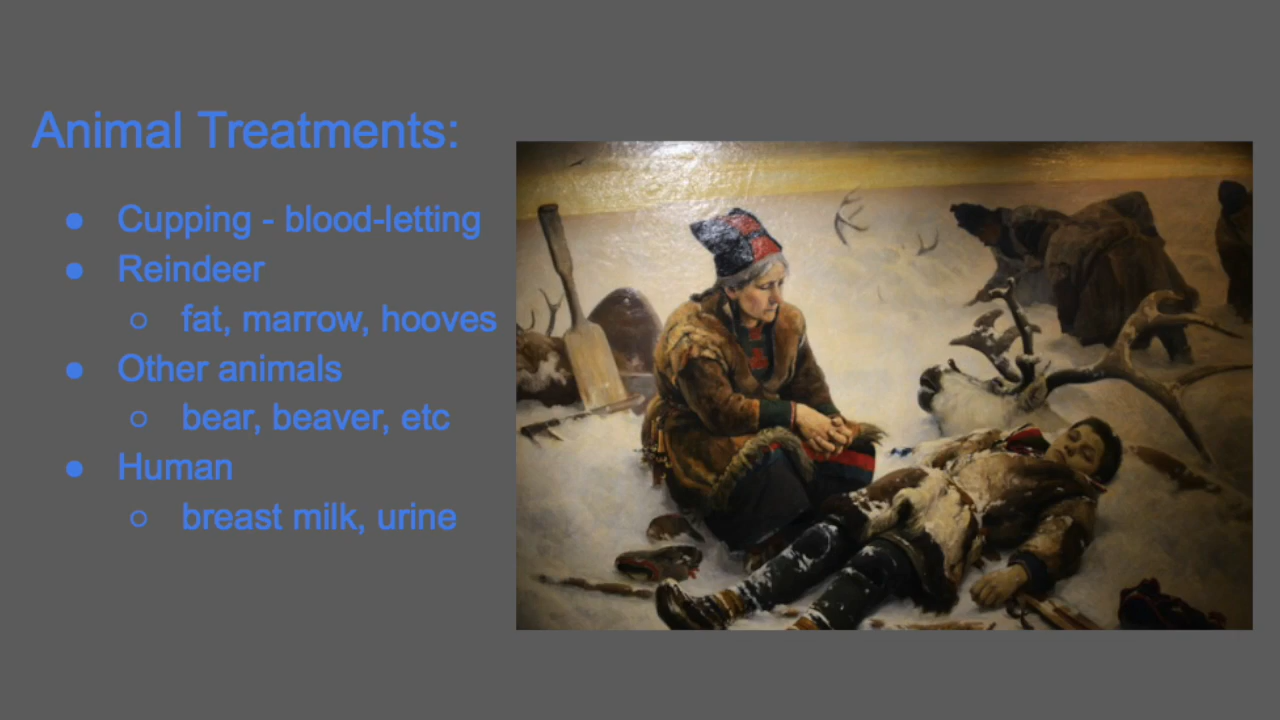 Animal Treatments:
● Cupping - blood-letting
● Reindeer
○ fat, marrow, hooves
● Other animals
○ bear, beaver, etc
● Human
○ breast milk, urine